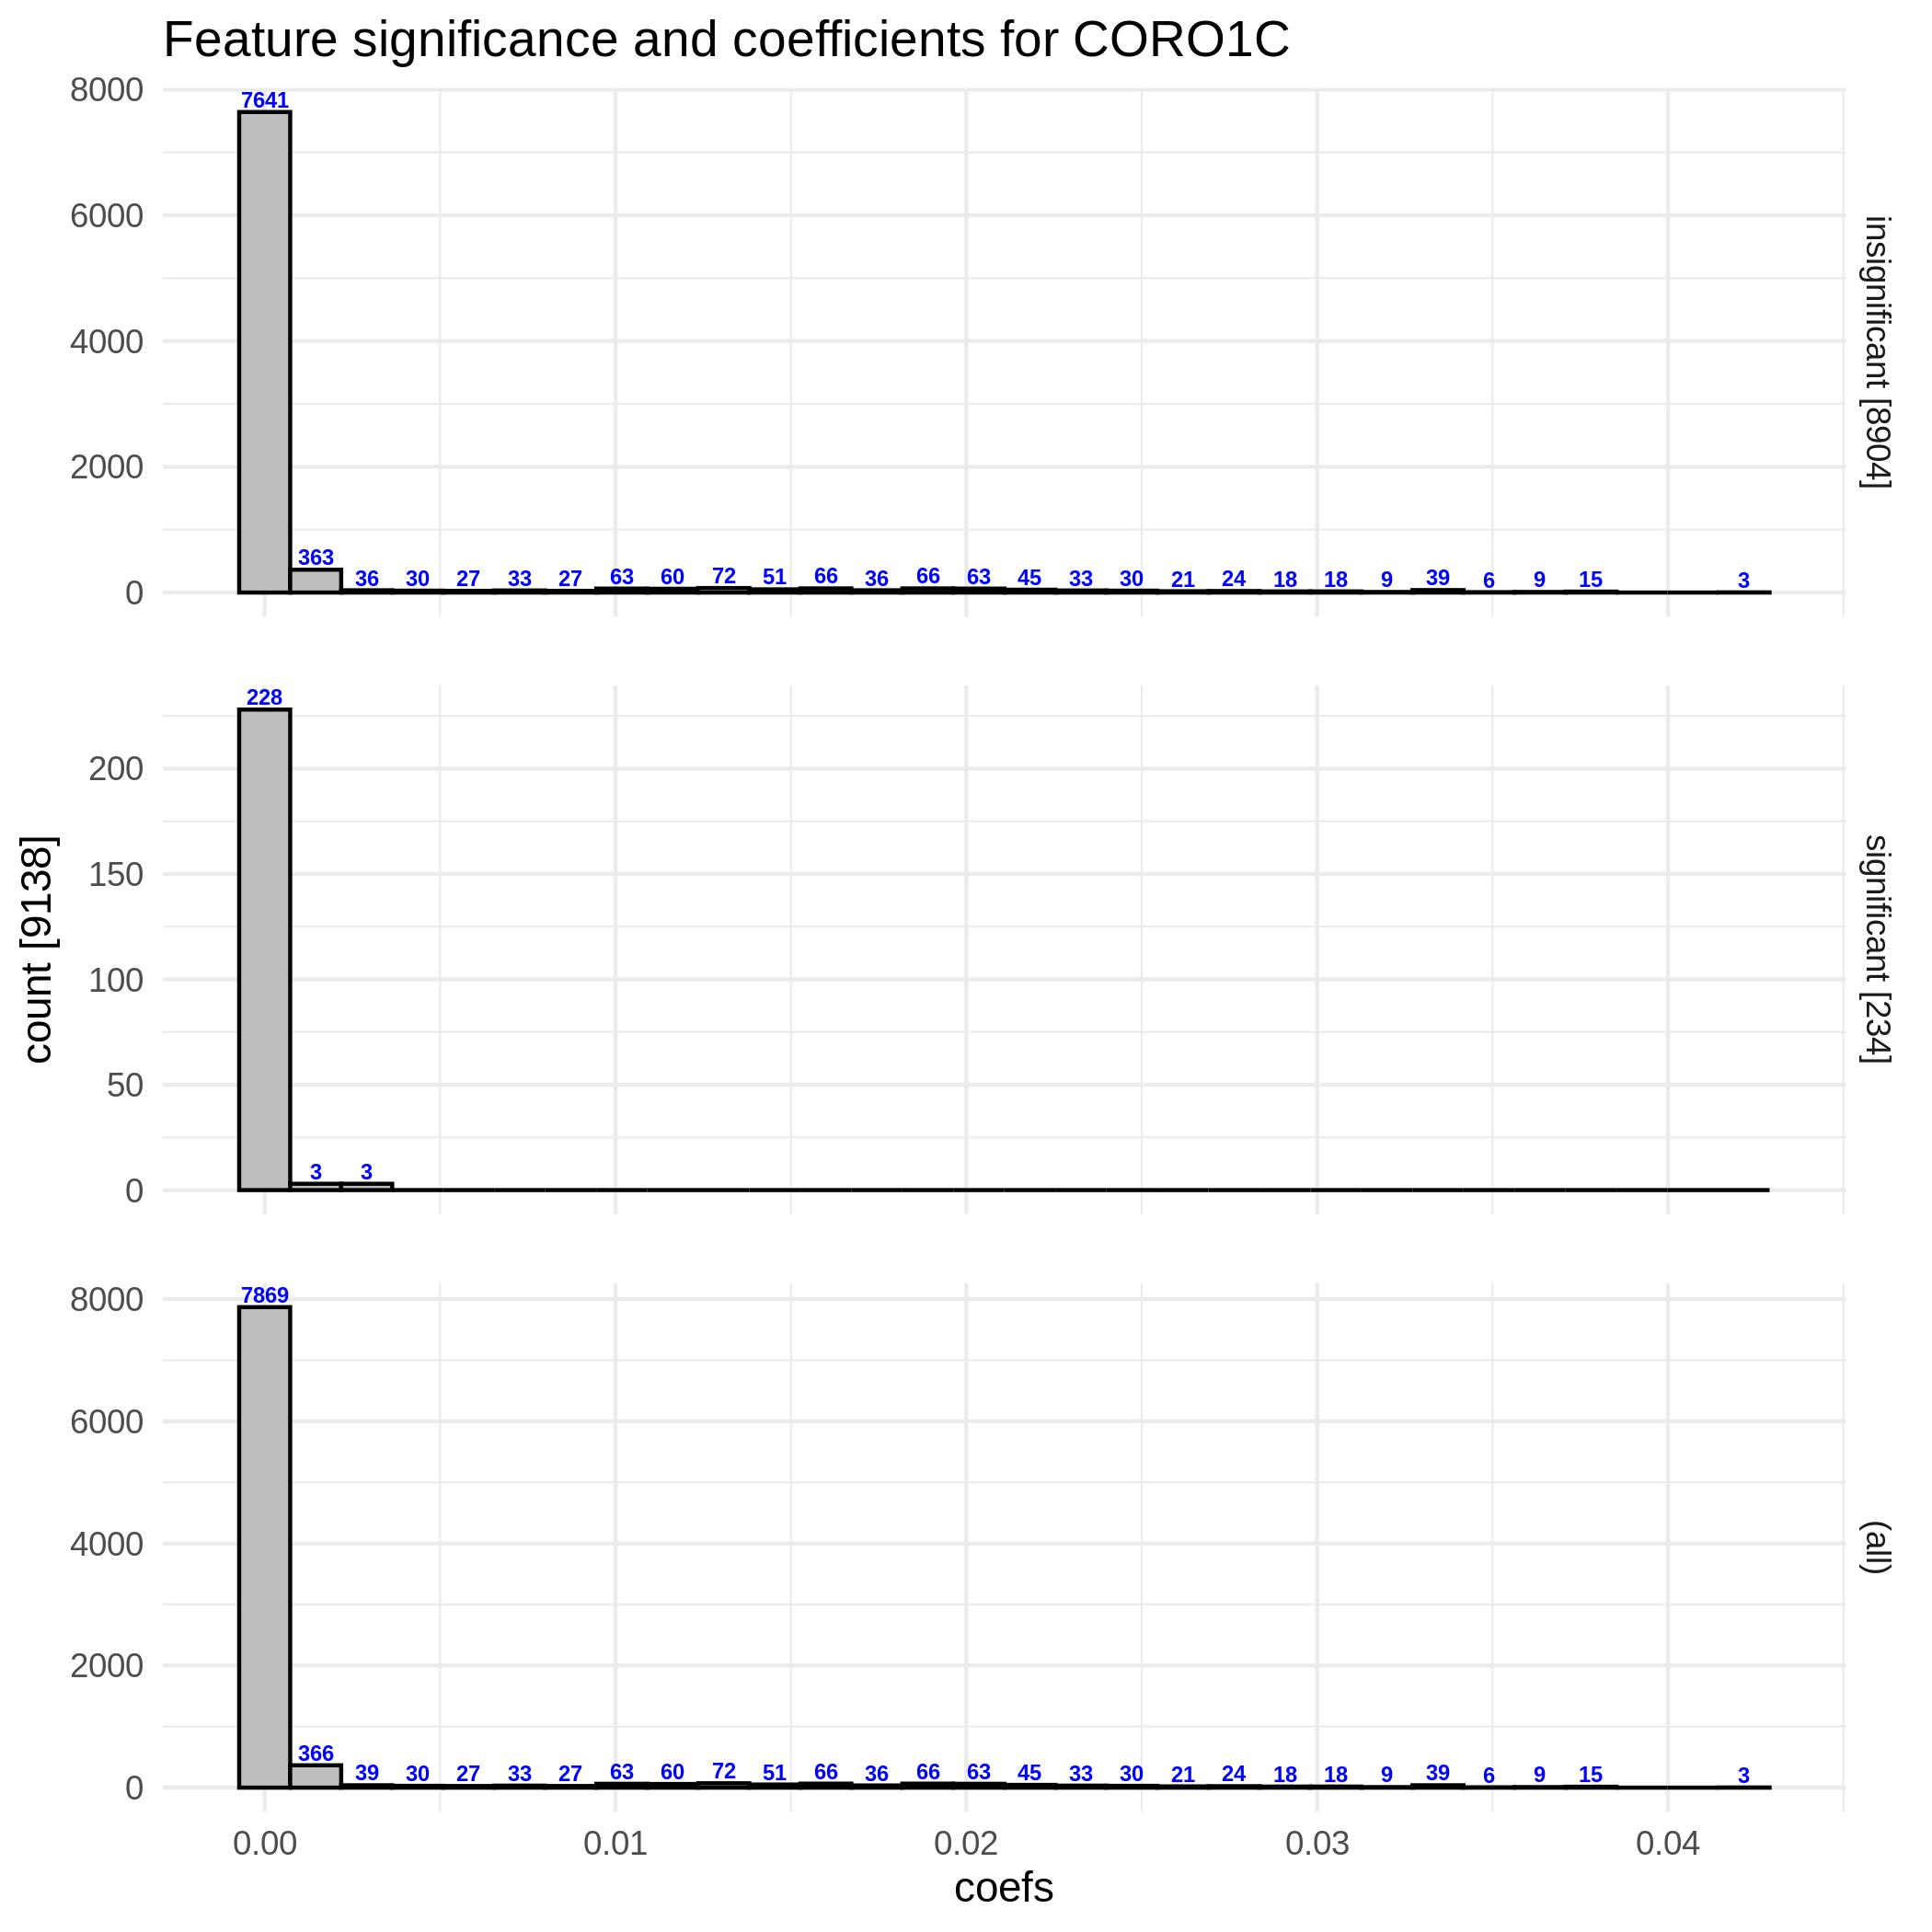 Feature significance and coefficients for CORO1C
8000
6000
4000
2000
0
7641
363 36 30 27 33 27 63 60 72 51 66 36 66 63 45 33 30 21 24 18 18 9 39 6 9 15 3
insignificant [8904]
count [9138]
200
150
100
50
0
228
3 3
significant [234]
8000
6000
4000
2000
0
7869
366 39 30 27 33 27 63 60 72 51 66 36 66 63 45 33 30 21 24 18 18 9 39 6 9 15 3
(all)
0.00 0.01 0.02 0.03 0.04
coefs